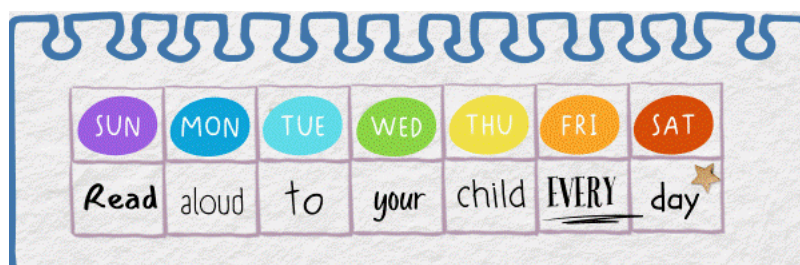 SUN MON TUE WED THU FRI SAT
Read aloud to your child EVERY day